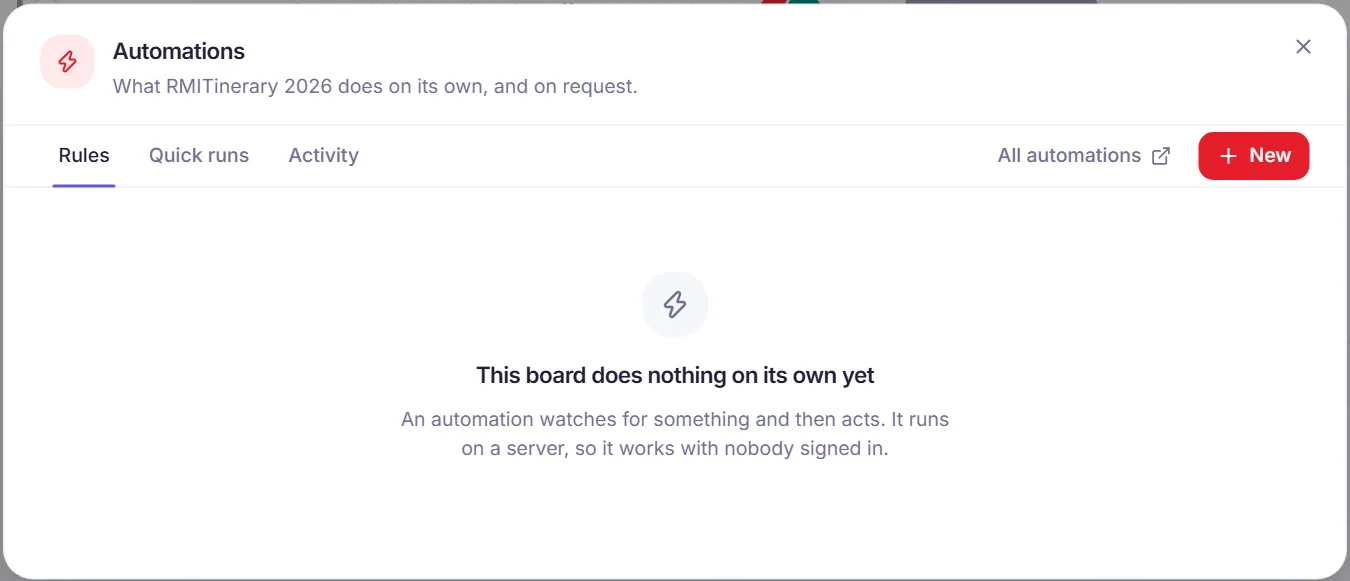 Automations
What RMITinerary 2026 does on its own, and on request.
Rules
Quick runs
Activity
All automations
New
This board does nothing on its own yet
An automation watches for something and then acts. It runs
on a server, so it works with nobody signed in.